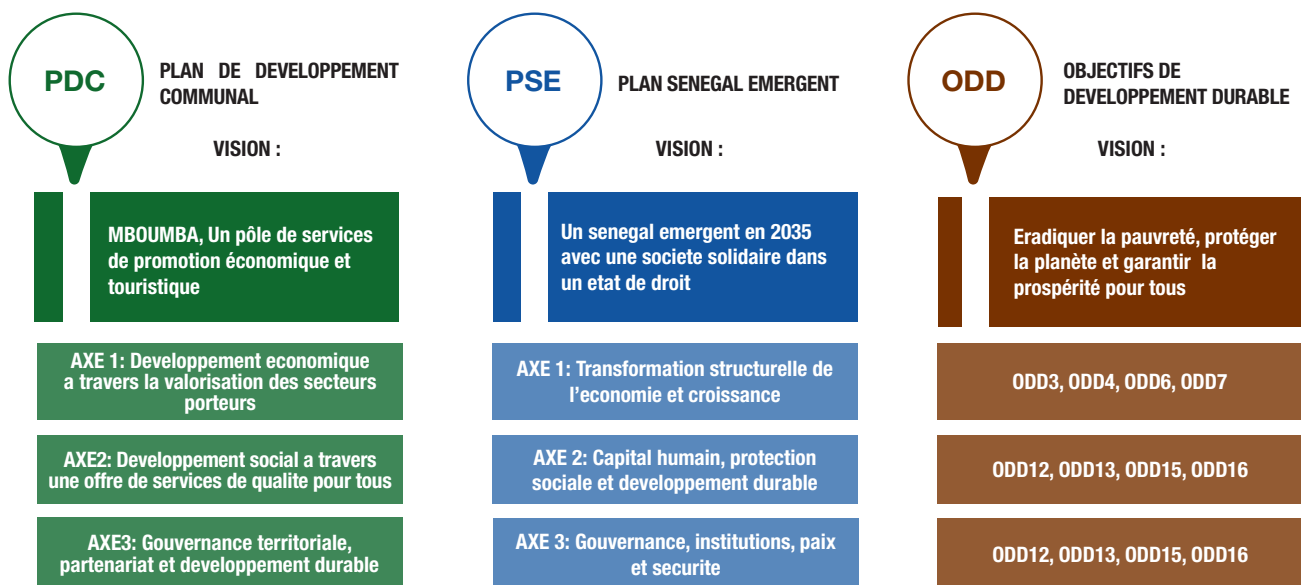 PDC
PLAN DE DEVELOPPEMENT
COMMUNAL
VISION :
MBOUMBA, Un pôle de services
de promotion économique et
touristique
AXE 1: Developpement economique
a travers la valorisation des secteurs
porteurs
AXE2: Developpement social a travers
une offre de services de qualite pour tous
AXE3: Gouvernance territoriale,
partenariat et developpement durable
PSE
PLAN SENEGAL EMERGENT
VISION :
Un senegal emergent en 2035
avec une societe solidaire dans
un etat de droit
AXE 1: Transformation structurelle de
l'economie et croissance
AXE 2: Capital humain, protection
sociale et developpement durable
AXE 3: Gouvernance, institutions, paix
et securite
ODD
OBJECTIFS DE
DEVELOPPEMENT DURABLE
VISION :
Eradiquer la pauvreté, protéger
la planète et garantir la
prospérité pour tous
ODD3, ODD4, ODD6, ODD7
ODD12, ODD13, ODD15, ODD16
ODD12, ODD13, ODD15, ODD16